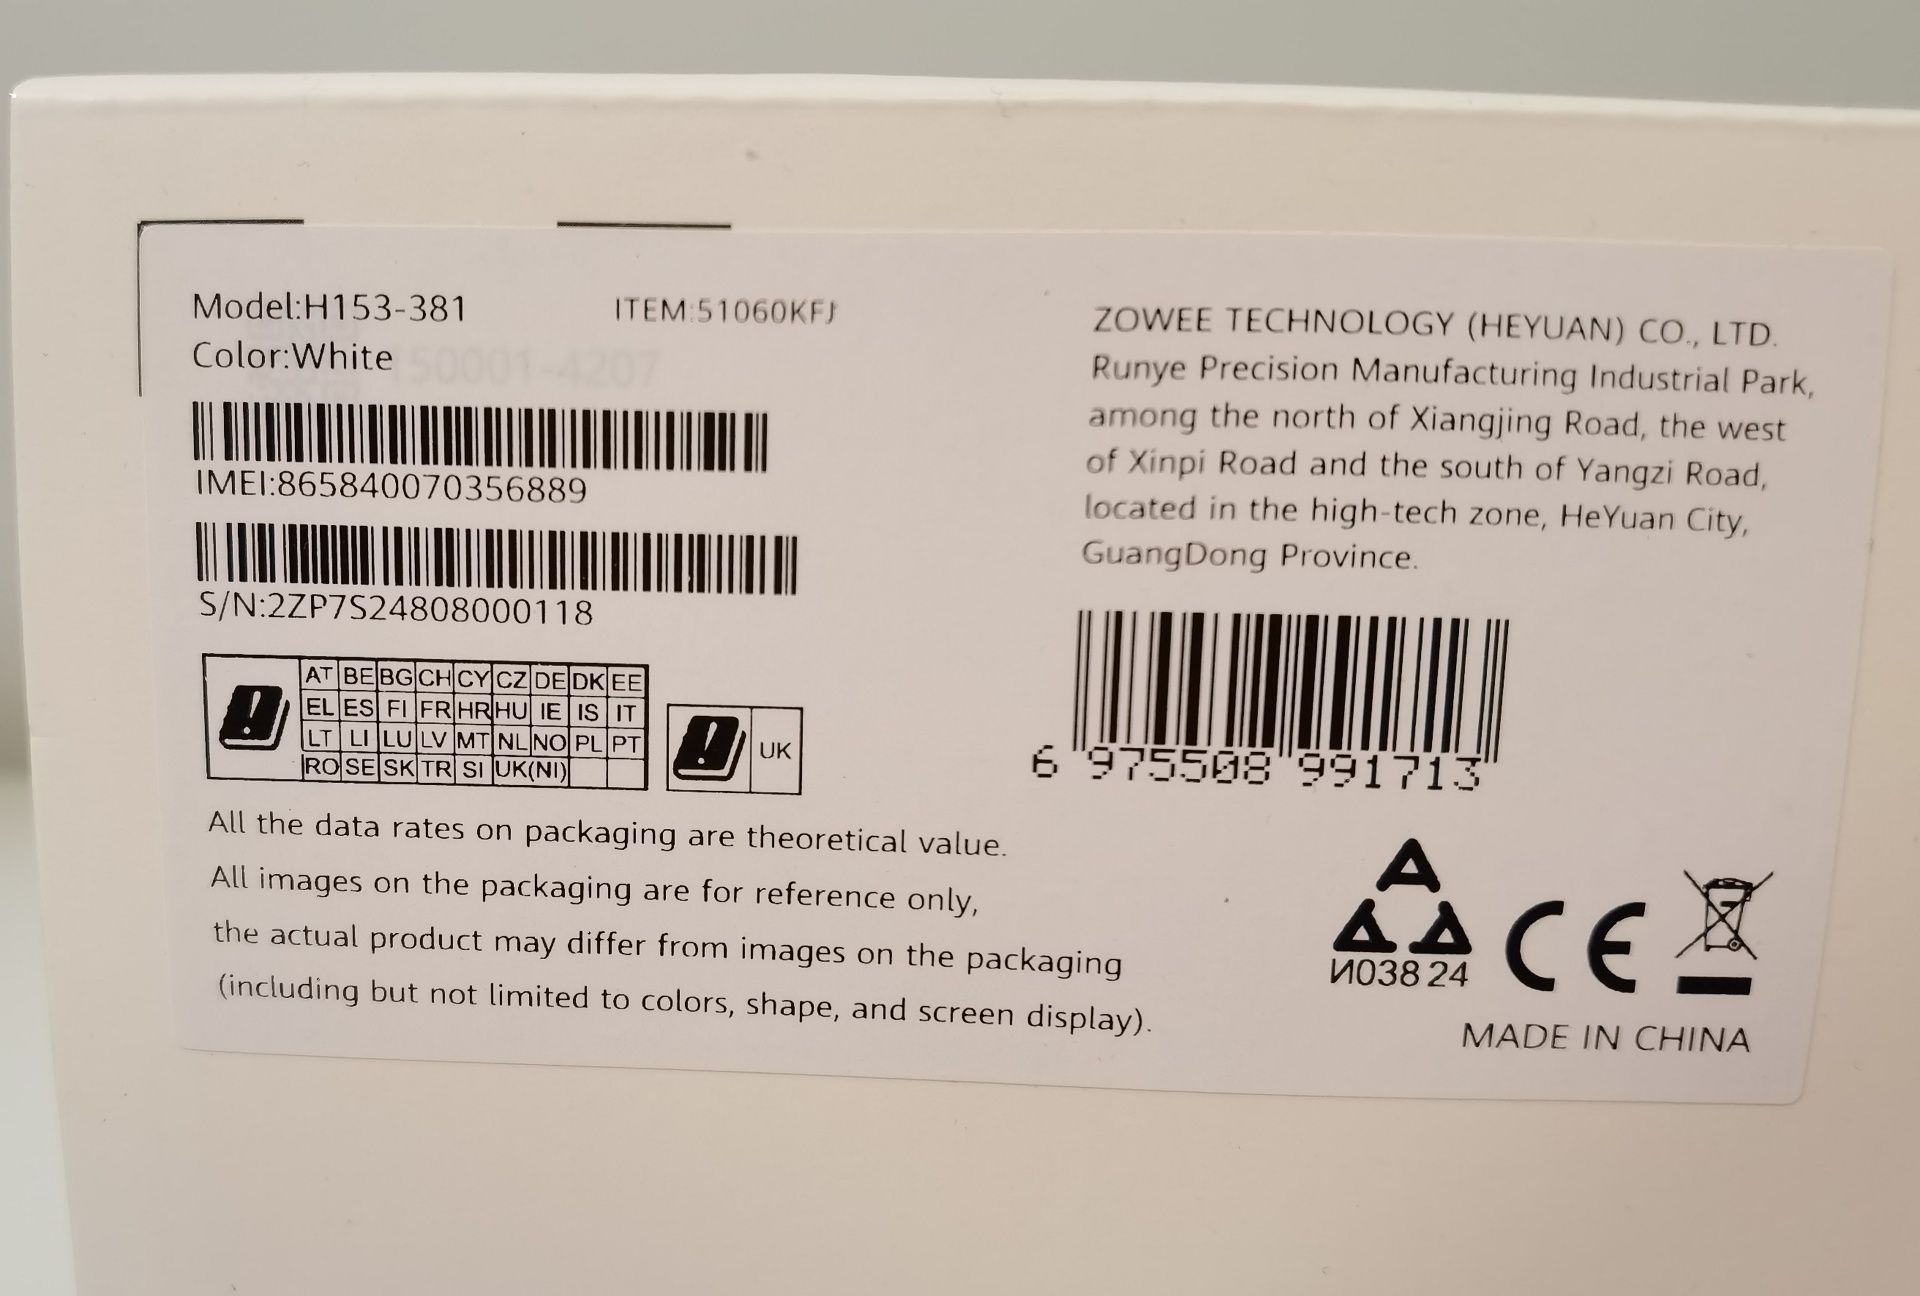 Model:H153-381
ITEM:51060KFJ
Color:White
150001-4207
IMEI:865840070356889
S/N:2ZP7S24808000118
AT BE BG CH CY CZ DE DK EE
EL ES FI FR HR HU IE IS IT
LT LI LU LV MT NL NO PL PT
RO SE SK TR SI UK(NI)
UK
All the data rates on packaging are theoretical value.
All images on the packaging are for reference only,
the actual product may differ from images on the packaging
(including but not limited to colors, shape, and screen display).
ZOWEE TECHNOLOGY (HEYUAN) CO., LTD.
Runye Precision Manufacturing Industrial Park,
among the north of Xiangjing Road, the west
of Xinpi Road and the south of Yangzi Road,
located in the high-tech zone, HeYuan City,
GuangDong Province.
6 975508 991713
И038 24
CE
MADE IN CHINA